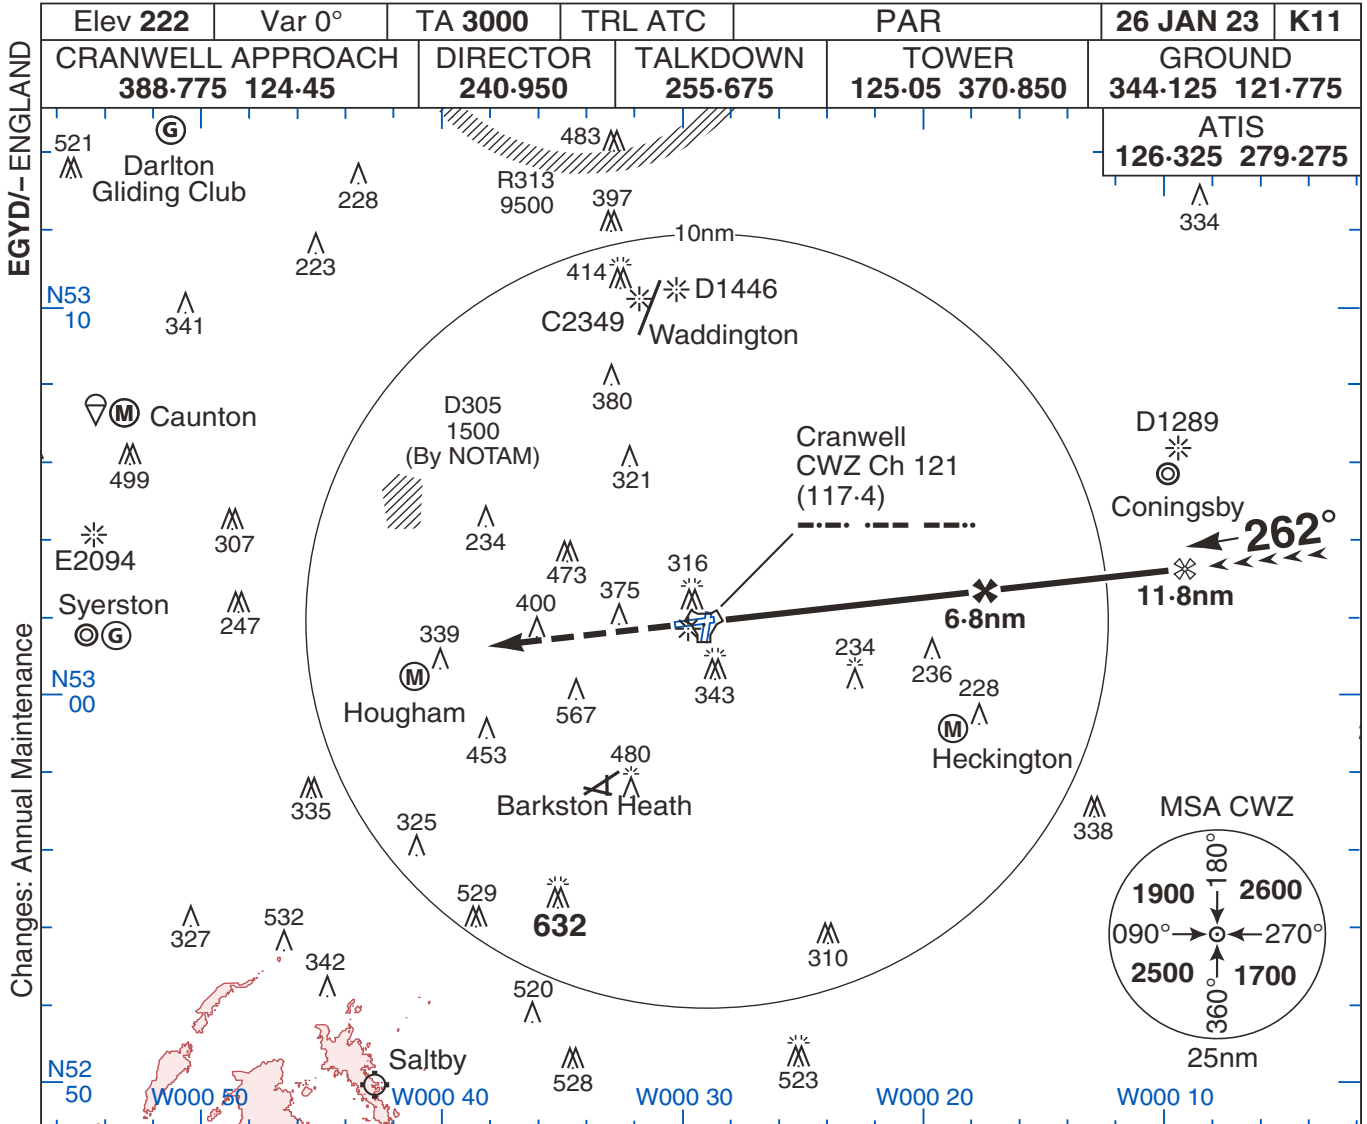 Elev 222
Var 0°
TA 3000
TRL ATC
PAR
26 JAN 23
K11
CRANWELL APPROACH
388·775 124·45
DIRECTOR
240·950
TALKDOWN
255·675
TOWER
125·05 370·850
GROUND
344·125 121·775
ATIS
126·325 279·275
EGYD/– ENGLAND
Changes: Annual Maintenance
521
G
Darlton
Gliding Club
228
483
R313
9500
397
334
223
10nm
414
D1446
C2349
Waddington
N53
10
341
380
M
Caunton
D305
1500
(By NOTAM)
D1289
499
321
Cranwell
CWZ Ch 121
(117·4)
Coningsby
262°
307
234
E2094
473
316
11·8nm
Syerston
G
247
400
375
6·8nm
339
M
Hougham
N53
00
343
234
236
228
567
453
M
Heckington
480
Barkston Heath
335
325
338
MSA CWZ
180°
1900
2600
090°
270°
2500
1700
360°
25nm
529
632
327
532
342
310
520
528
523
Saltby
N52
50
W000 50
W000 40
W000 30
W000 20
W000 10